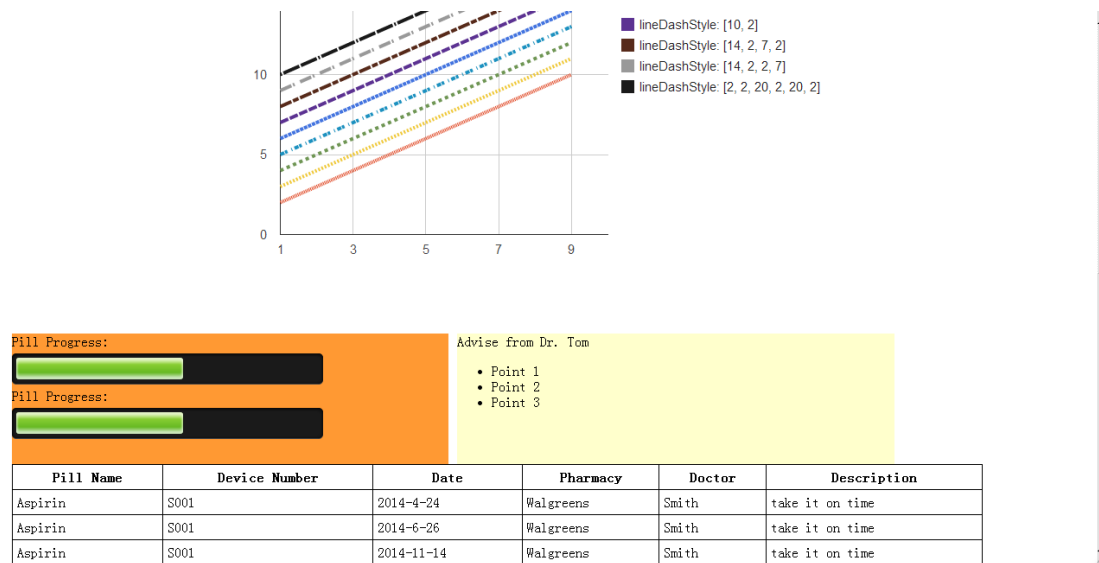 lineDashStyle: [10, 2]
lineDashStyle: [14, 2, 7, 2]
lineDashStyle: [14, 2, 2, 7]
lineDashStyle: [2, 2, 20, 2, 20, 2]
10
5
0
1 3 5 7 9
Pill Progress:
Pill Progress:
Advise from Dr. Tom
• Point 1
• Point 2
• Point 3
Pill Name Device Number Date Pharmacy Doctor Description
Aspirin S001 2014-4-24 Walgreens Smith take it on time
Aspirin S001 2014-6-26 Walgreens Smith take it on time
Aspirin S001 2014-11-14 Walgreens Smith take it on time